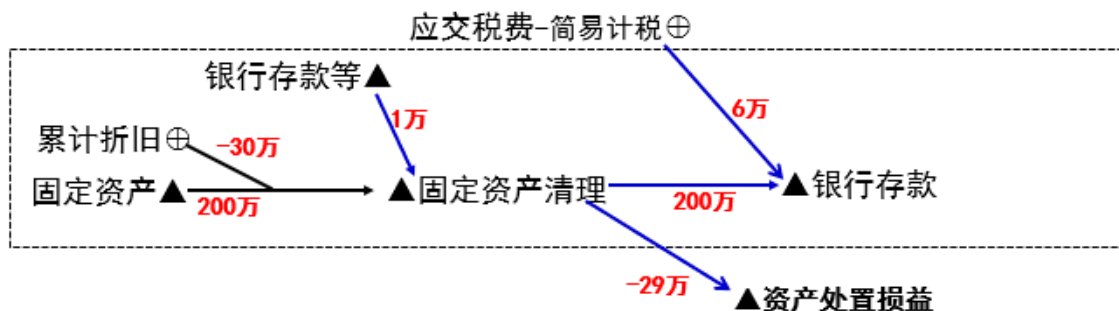 应交税费-简易计税⊕
银行存款等▲
1万
6万
累计折旧⊕
-30万
固定资产▲
200万
▲固定资产清理
200万
▲银行存款
-29万
▲资产处置损益